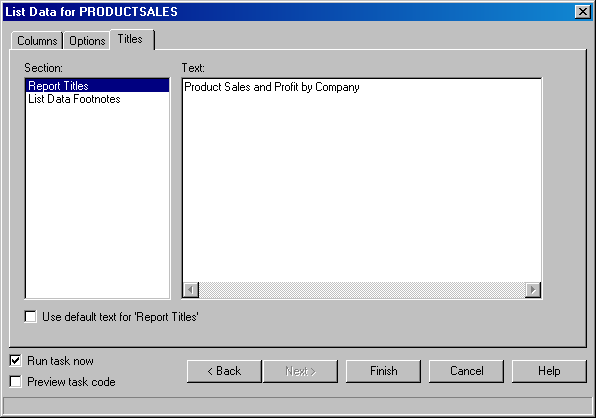 List Data for PRODUCTSALES
Columns Options Titles
Section: Text:
Report Titles Product Sales and Profit by Company
List Data Footnotes
Use default text for 'Report Titles'
Run task now
Preview task code
< Back Next > Finish Cancel Help